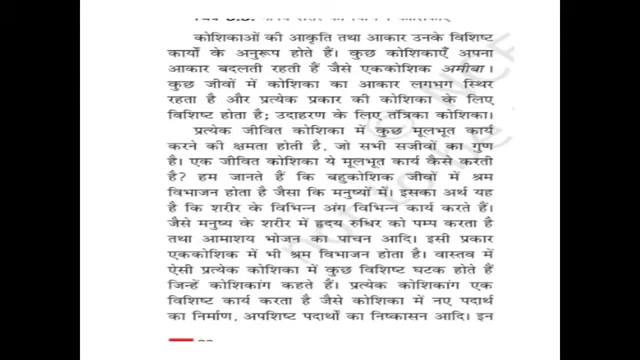 कोशिकाओं की आकृति तथा आकार उनके विशिष्ट
कार्यों के अनुरूप होते हैं। कुछ कोशिकाएँ अपना
आकार बदलती रहती हैं जैसे एककोशिक अमीबा।
कुछ जीवों में कोशिका का आकार लगभग स्थिर
रहता है और प्रत्येक प्रकार की कोशिका के लिए
विशिष्ट होता है; उदाहरण के लिए तंत्रिका कोशिका।
प्रत्येक जीवित कोशिका में कुछ मूलभूत कार्य
करने की क्षमता होती है, जो सभी सजीवों का गुण
है। एक जीवित कोशिका ये मूलभूत कार्य कैसे करती
है? हम जानते हैं कि बहुकोशिक जीवों में श्रम
विभाजन होता है जैसा कि मनुष्यों में। इसका अर्थ यह
है कि शरीर के विभिन्न अंग विभिन्न कार्य करते हैं।
जैसे मनुष्य के शरीर में हृदय रुधिर को पम्प करता है
तथा आमाशय भोजन का पाचन आदि। इसी प्रकार
एककोशिक में भी श्रम विभाजन होता है। वास्तव में
ऐसी प्रत्येक कोशिका में कुछ विशिष्ट घटक होते हैं
जिन्हें कोशिकांग कहते हैं। प्रत्येक कोशिकांग एक
विशिष्ट कार्य करता है जैसे कोशिका में नए पदार्थ
का निर्माण, अपशिष्ट पदार्थों का निष्कासन आदि। इन